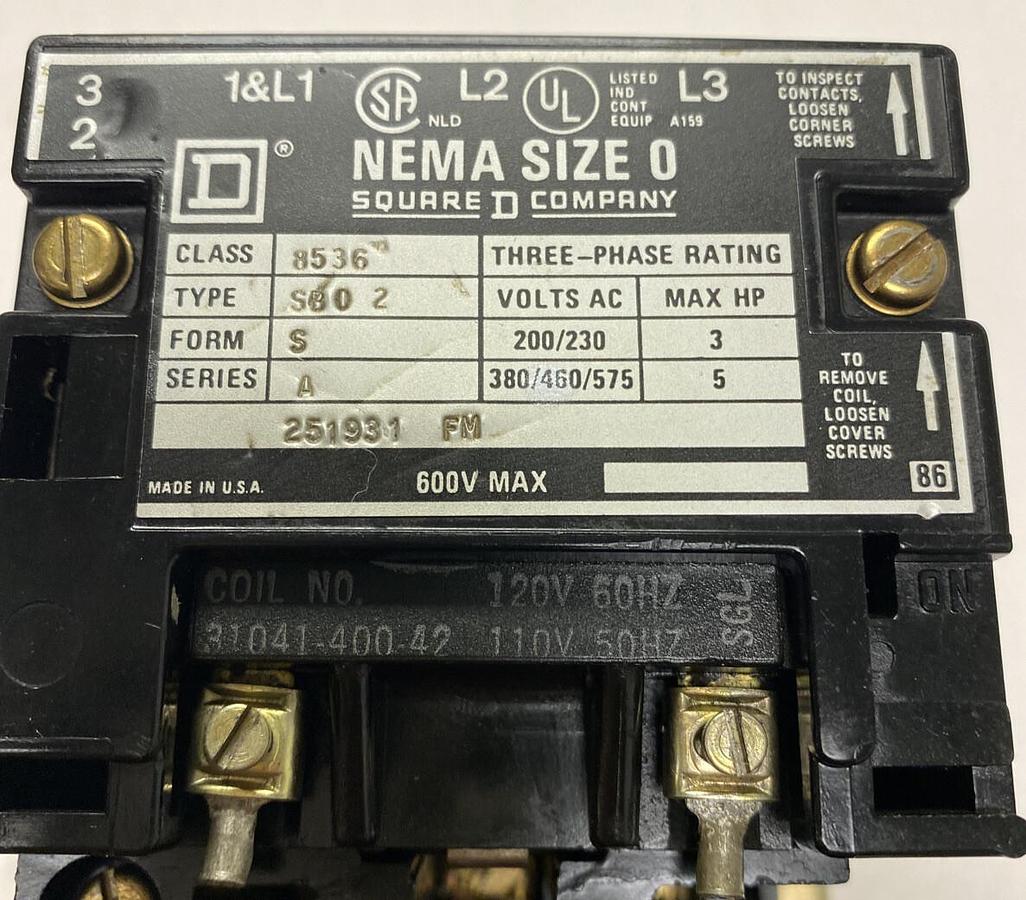 3 1&L1 SA NLD L2 UL LISTED IND CONT EQUIP A159 L3
2
TO INSPECT
CONTACTS,
LOOSEN
CORNER
SCREWS
D ®
NEMA SIZE 0
SQUARE D COMPANY
CLASS 8536 THREE-PHASE RATING
TYPE SBO 2 VOLTS AC MAX HP
FORM S 200/230 3
SERIES A 380/460/575 5
251931 FM
TO
REMOVE
COIL,
LOOSEN
COVER
SCREWS
MADE IN U.S.A. 600V MAX 86
COIL NO. 120V 60HZ
31041-400-42 110V 50HZ
SGL
ON